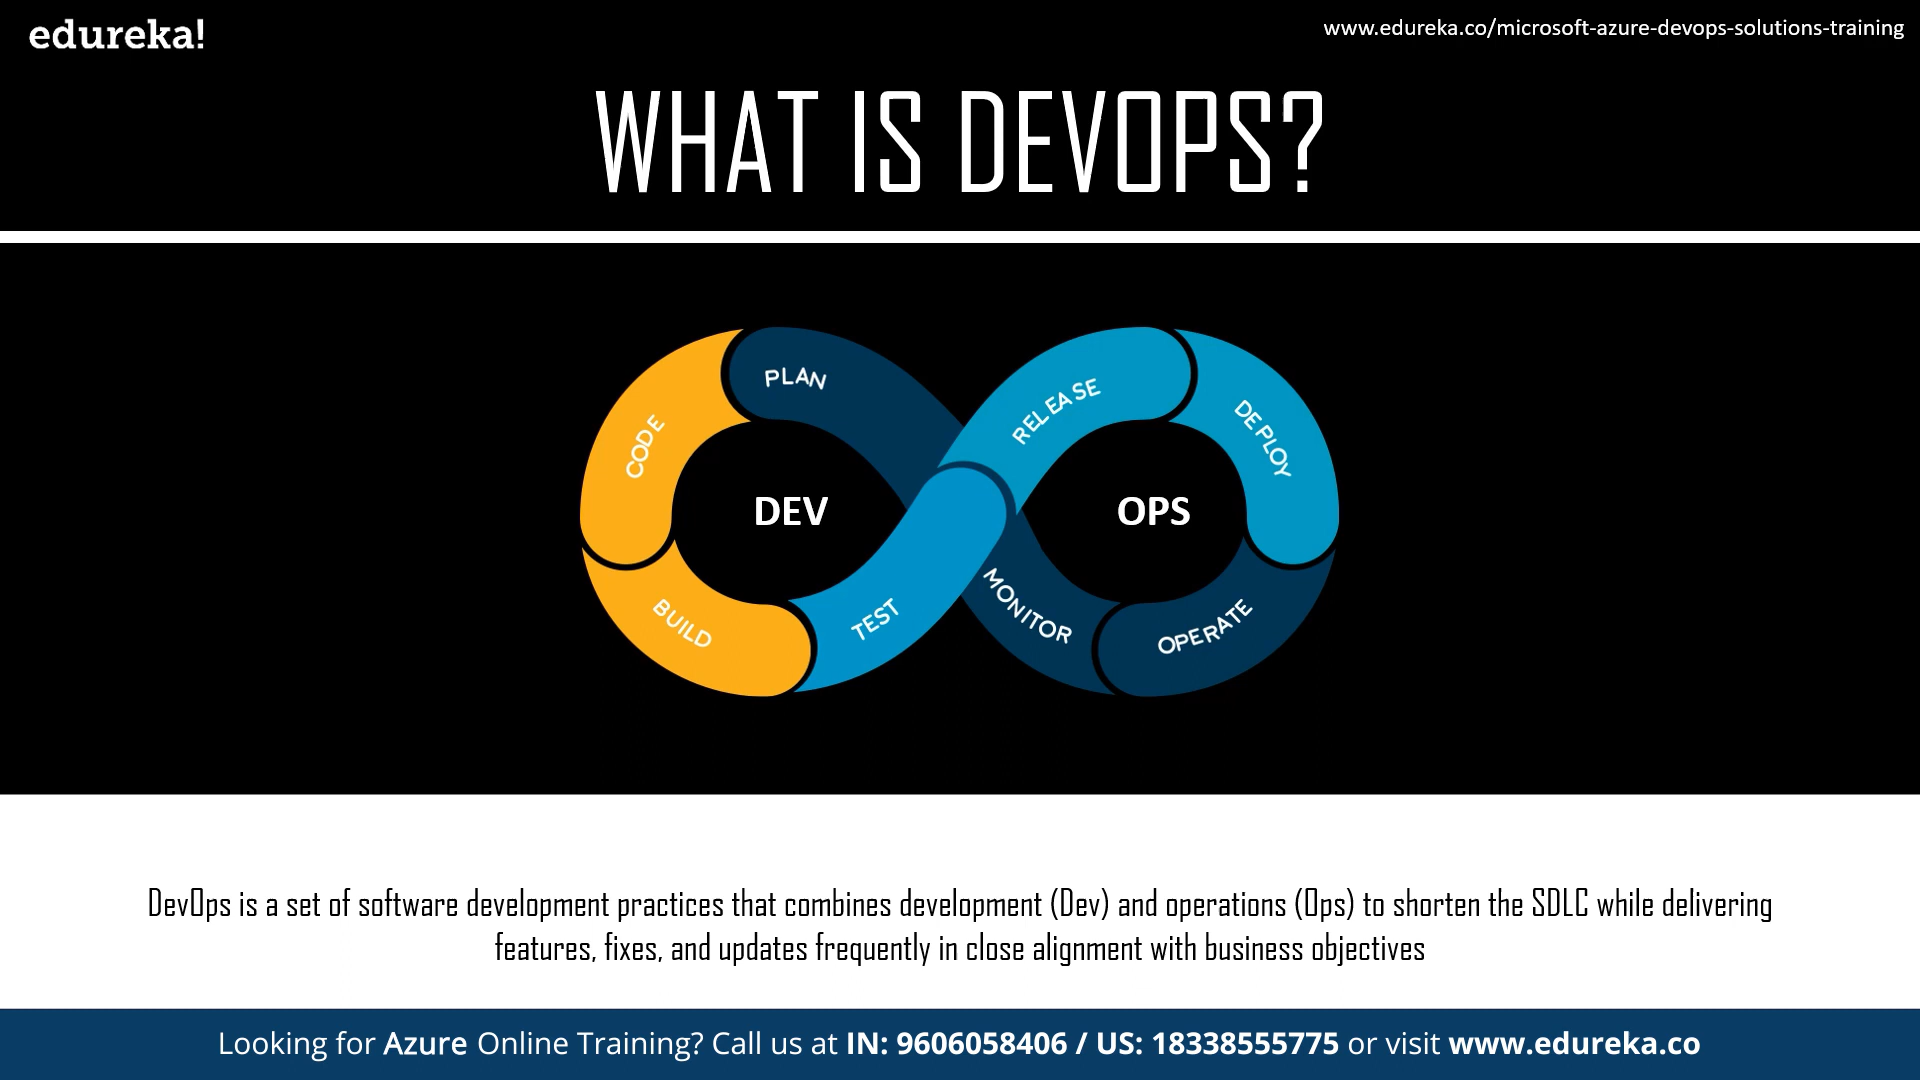 edureka!
www.edureka.co/microsoft-azure-devops-solutions-training
WHAT IS DEVOPS?
PLAN
CODE
BUILD
TEST
RELEASE
DEPLOY
OPERATE
MONITOR
DEV
OPS
DevOps is a set of software development practices that combines development (Dev) and operations (Ops) to shorten the SDLC while delivering
features, fixes, and updates frequently in close alignment with business objectives
Looking for Azure Online Training? Call us at IN: 9606058406 / US: 18338555775 or visit www.edureka.co